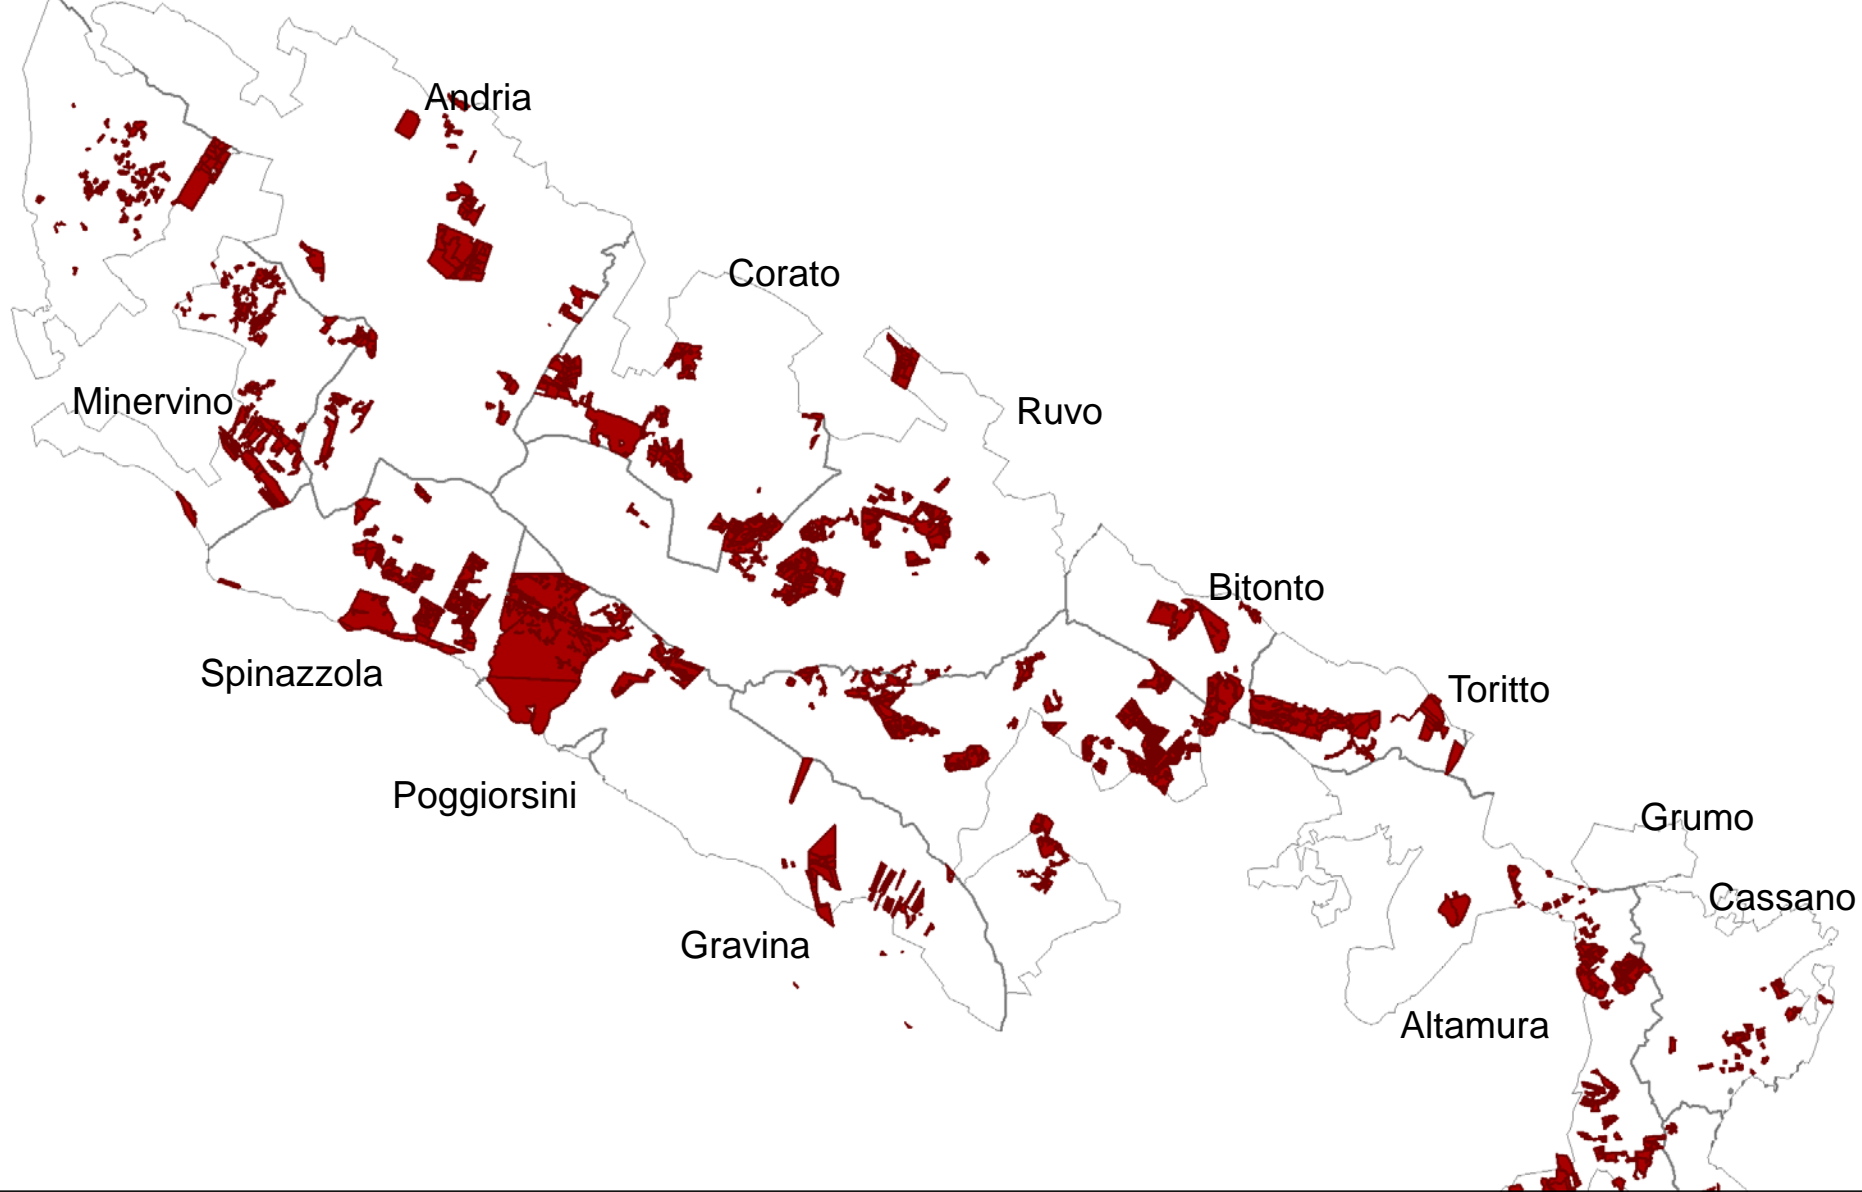 Andria
Corato
Minervino
Ruvo
Bitonto
Spinazzola
Toritto
Poggiorsini
Grumo
Cassano
Gravina
Altamura